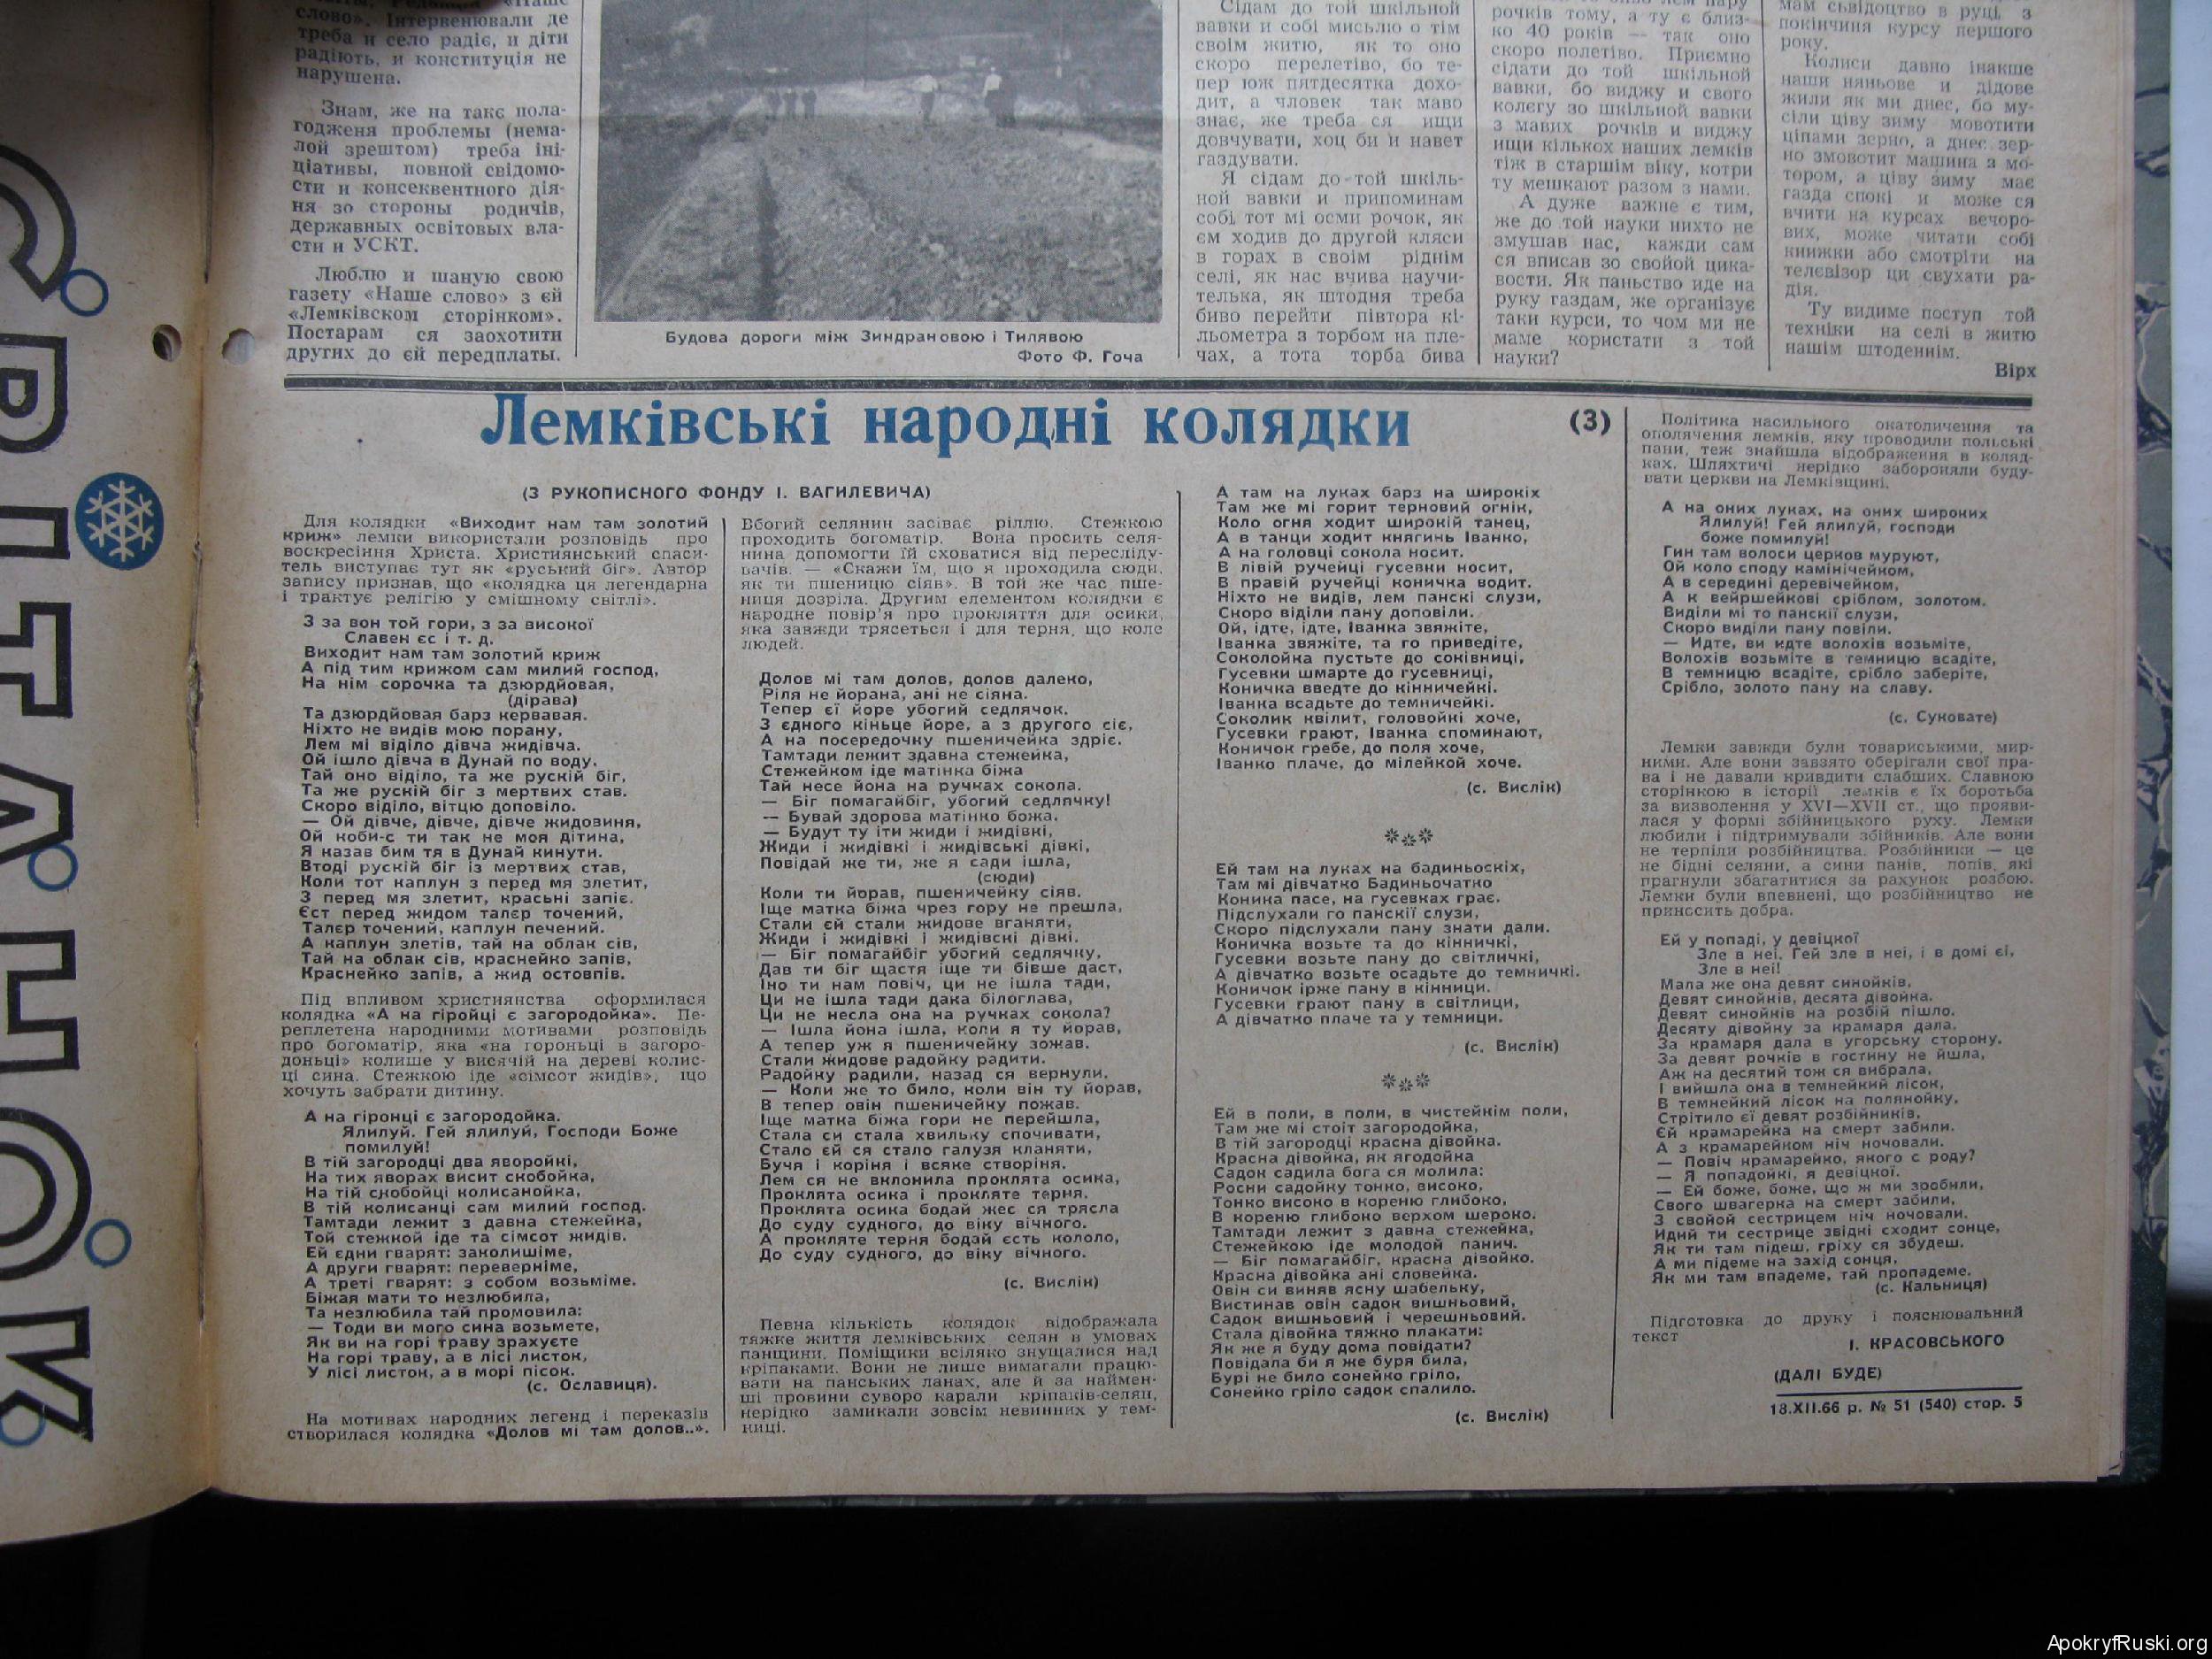 слово». Інтервенювали де
треба и село радіє, и діти
радіють, и конституція не
нарушена.
Знам, же на такє пола-
годженя проблемы (нема-
лой зрештом) треба іні-
ціативы, повной свідомо-
сти и консеквентного дія-
ня зо стороны родичів,
державных освітовых вла-
сти и УСКТ.
Люблю и шаную свою
газету «Наше слово» з єй
«Лемківском сторінком».
Постарам ся заохотити
других до єй передплаты.
Будова дороги між Зиндрановою і Тилявою
Фото Ф. Гоча
Сідам до той шкільной
вавки и собі мисьлю о тім
своїм житю, як то оно
скоро перелетіво, бо те-
пер юж пятдесятка дохо-
дит, а чловек так маво
знає, же треба ся ищи
довчувати, хоц би и навет
газдувати.
Я сідам до той шкіль-
ной вавки и припоминам
собі тот мі осми рочок, як
єм ходив до другой кляси
в горах в своїм ріднім
селі, як нас вчива научи-
телька, як штодня треба
биво перейти півтора кі-
льометра з торбом на пле-
чах, а тота торба бива
рочків тому, а ту є близ-
ко 40 років — так оно
скоро полетіво. Приємно
сідати до той шкільной
вавки, бо виджу и свого
колєгу зо шкільной вавки
з мавих рочків и виджу
ищи кількох наших лемків
тіж в старшім віку, котри
ту мешкают разом з нами.
А дуже важне є тим,
же до той науки нихто не
змушав нас, кажди сам
ся вписав зо свойой цика-
вости. Як паньство иде на
руку газдам, же організує
таки курси, то чом ми не
маме користати з той
науки?
мам сьвідоцтво в руці з
покінчиня курсу першого
року.
Колиси давно інакше
наши няньове и дідове
жили як ми днес, бо му-
сіли ціву зиму мовотити
ціпами зерно, а днес зер-
но змовотит машина з мо-
тором, а ціву зиму має
газда спокі и може ся
вчити на курсах вечоро-
вих, може читати собі
книжки або смотріти на
телевізор ци свухати ра-
дія.
Ту видиме поступ той
техніки на селі в житю
нашім штоденнім.
Вірх
Лемківські народні колядки (3)
(З РУКОПИСНОГО ФОНДУ І. ВАГИЛЕВИЧА)
Для колядки «Виходит нам там золотий
криж» лемки використали розповідь про
воскресіння Христа. Християнський спаси-
тель виступає тут як «руський біг». Автор
запису признав, що «колядка ця легендарна
і трактує релігію у смішному світлі».
З за вон той гори, з за високої
Славен єс і т. д.
Виходит нам там золотий криж
А під тим крижом сам милий господ,
На нім сорочка та дзюрдйовая,
(дірава)
Та дзюрдйовая барз кервавая.
Ніхто не видів мою порану,
Лем мі віділо дівча жидівча.
Ой ішло дівча в Дунай по воду.
Тай оно віділо, та же рускій біг,
Та же рускій біг з мертвих став.
Скоро віділо, вітцю доповіло.
— Ой дівче, дівче, дівче жидовиня,
Ой коби-с ти так не моя дітина,
Я казав бим тя в Дунай кинути.
Втоді рускій біг із мертвих став,
Коли тот каплун з перед мя злетит,
З перед мя злетит, красьні запіє.
Єст перед жидом талєр точений,
Талєр точений, каплун печений.
А каплун злетів, тай на облак сів,
Тай на облак сів, краснейко запів,
Краснейко запів, а жид остовпів.
Під впливом християнства оформилася
колядка «А на гіройці є загородойка». Пе-
реплетена народними мотивами розповідь
про богоматір, яка «на гороньці в загоро-
доньці» колише у висячій на дереві колис-
ці сина. Стежкою іде «сімсот жидів», що
хочуть забрати дитину.
А на гіронці є загородойка.
Ялилуй. Гей ялилуй, Господи Боже
помилуй!
В тій загородці два яворойкі,
На тих яворах висит скобойка,
На тій скобойці колисанойка,
В тій колисанці сам милий господ.
Тамтади лежит з давна стежейка,
Той стежкой іде та сімсот жидів.
Ей єдни гварят: заколишіме,
А други гварят: переверніме,
А треті гварят: з собом возьміме.
Біжая мати то незлюбила,
Та незлюбила тай промовила:
— Тоди ви мого сина возьмете,
Як ви на горі траву зрахуєте
На горі траву, а в лісі листок,
У лісі листок, а в морі пісок.
(с. Ославиця).
На мотивах народних легенд і переказів
створилася колядка «Долов мі там долов..».
Вбогий селянин засіває ріллю. Стежкою
проходить богоматір. Вона просить селя-
нина допомогти їй сховатися від пересліду-
вачів. — «Скажи їм, що я проходила сюди,
як ти пшеницю сіяв». В той же час пше-
ниця дозріла. Другим елементом колядки є
народне повір'я про прокляття для осики,
яка завжди трясеться і для терня, що коле
людей.
Долов мі там долов, долов далеко,
Ріля не йорана, ані не сіяна.
Тепер єї йоре убогий седлячок.
З єдного кіньце йоре, а з другого сіє,
А на посередочку пшеничейка здріє.
Тамтади лежит здавна стежейка,
Стежейком іде матінка біжа
Тай несе йона на ручках сокола.
— Біг помагайбіг, убогий седлячку!
— Бувай здорова матінко божа.
— Будут ту іти жиди і жидівкі,
Жиди і жидівкі і жидівські дівкі,
Повідай же ти, же я сади ішла,
(сюди)
Коли ти йорав, пшеничейку сіяв.
Іще матка біжа чрез гору не прешла,
Стали єй стали жидове вганяти,
Жиди і жидівкі і жидівскі дівкі.
— Біг помагайбіг убогий седлячку,
Дав ти біг щастя іще ти бівше даст,
Іно ти нам повіч, ци не ішла тади,
Ци не ішла тади дака білоглава,
Ци не несла она на ручках сокола?
— Ішла йона ішла, коли я ту йорав,
А тепер уж я пшеничейку зожав.
Стали жидове радойку радити.
Радойку радили, назад ся вернули.
— Коли же то било, коли він ту йорав,
В тепер овін пшеничейку пожав.
Іще матка біжа гори не перейшла,
Стала си стала хвильку спочивати,
Стало єй ся стало галузя кланяти,
Бучя і коріня і всяке створіня.
Лем ся не вклонила проклята осика,
Проклята осика і прокляте терня.
Проклята осика бодай жес ся трясла
До суду судного, до віку вічного.
А прокляте терня бодай єсть кололо,
До суду судного, до віку вічного.
(с. Вислік)
Певна кількість колядок відображала
тяжке життя лемківських селян в умовах
панщини. Поміщики всіляко знущалися над
кріпаками. Вони не лише вимагали працю-
вати на панських ланах, але й за наймен-
ші провини суворо карали кріпаків-селян,
нерідко замикали зовсім невинних у тем-
ниці.
А там на луках барз на широкіх
Там же мі горит терновий огнік,
Коло огня ходит широкій танец,
А в танци ходит княгинь Іванко,
А на головці сокола носит.
В лівій ручейці гусевки носит,
В правій ручейці коничка водит.
Ніхто не видів, лем панскі слузи,
Скоро віділи пану доповіли.
Ой, ідте, ідте, Іванка звяжіте,
Іванка звяжіте, та го приведіте,
Соколойка пустьте до соківниці,
Гусевки шмарте до гусевниці,
Коничка введте до кінничейкі.
Іванка всадьте до темничейкі.
Соколик квілит, головойкі хоче,
Гусевки грают, Іванка споминают,
Коничок гребе, до поля хоче,
Іванко плаче, до мілейкой хоче.
(с. Вислік)
Ей там на луках на бадиньоскіх,
Там мі дівчатко Бадиньочатко
Коника пасе, на гусевках грає.
Підслухали го панскії слузи,
Скоро підслухали пану знати дали.
Коничка возьте та до кінничкі,
Гусевки возьте пану до світличкі,
А дівчатко возьте осадьте до темничкі.
Коничок ірже пану в кінници.
Гусевки грают пану в світлици,
А дівчатко плаче та у темници.
(с. Вислік)
Ей в поли, в поли, в чистейкім поли,
Там же мі стоіт загородойка,
В тій загородці красна дівойка.
Красна дівойка, як ягодойка
Садок садила бога ся молила:
Росни садойку тонко, високо,
Тонко високо в кореню глибоко,
В кореню глибоко верхом шероко.
Тамтади лежит з давна стежейка,
Стежейкою іде молодой панич.
— Біг помагайбіг, красна дівойко.
Красна дівойка ані словейка.
Овін си виняв ясну шабельку,
Вистинав овін садок вишньовий,
Садок вишньовий і черешньовий.
Стала дівойка тяжко плакати:
Як же я буду дома повідати?
Повідала би я же буря била,
Бурі не било сонейко гріло,
Сонейко гріло садок спалило.
(с. Вислік)
Політика насильного окатоличення та
ополячення лемків, яку проводили польські
пани, теж знайшла відображення в коляд-
ках. Шляхтичі нерідко забороняли буду-
вати церкви на Лемківщині.
А на оних луках, на оних широких
Ялилуй! Гей ялилуй, господи
боже помилуй!
Гин там волоси церков муруют,
Ой коло споду камінічейком,
А в середині деревічейком,
А к вейршейкові сріблом, золотом.
Виділи мі то панскії слузи,
Скоро виділи пану повіли.
— Идте, ви идте волохів возьміте,
Волохів возьміте в темницю всадіте,
В темницю всадіте, срібло заберіте,
Срібло, золото пану на славу.
(с. Суковате)
Лемки завжди були товариськими, мир-
ними. Але вони завзято оберігали свої пра-
ва і не давали кривдити слабших. Славною
сторінкою в історії лемків є їх боротьба
за визволення у XVI—XVII ст., що прояви-
лася у формі збійницького руху. Лемки
любили і підтримували збійників. Але вони
не терпіли розбійництва. Розбійники — це
не бідні селяни, а сини панів, попів, які
прагнули збагатитися за рахунок розбою.
Лемки були впевнені, що розбійництво не
приносить добра.
Ей у попаді, у девіцкої
Зле в неі. Гей зле в неі, і в домі єі,
Зле в неі!
Мала же она девят синойків,
Девят синойків, десята дівойка.
Девят синойків на розбій пішло.
Десяту дівойку за крамаря дала,
За крамаря дала в угорську сторону.
За девят рочків в гостину не йшла,
Аж на десятий тож ся вибрала,
І вийшла она в темнейкий лісок,
В темнейкий лісок на полянойку,
Стрітило єї девят розбійників,
Єй крамарейка на смерт забили.
А з крамарейком ніч ночовали.
— Повіч крамарейко, якого с роду?
— Я попадойкі, я девіцкої.
— Ей боже, боже, що ж ми зробили,
Свого швагерка на смерт забили,
З свойой сестрицем ніч ночовали.
Идий ти сестрице звідкі сходит сонце,
Як ти там підеш, гріху ся збудеш.
А ми підеме на захід сонця,
Як ми там впадеме, тай пропадеме.
(с. Кальниця)
Підготовка до друку і пояснювальний
текст
І. КРАСОВСЬКОГО
(ДАЛІ БУДЕ)
18.XII.66 р. № 51 (540) стор. 5
ApokryfRuski.org